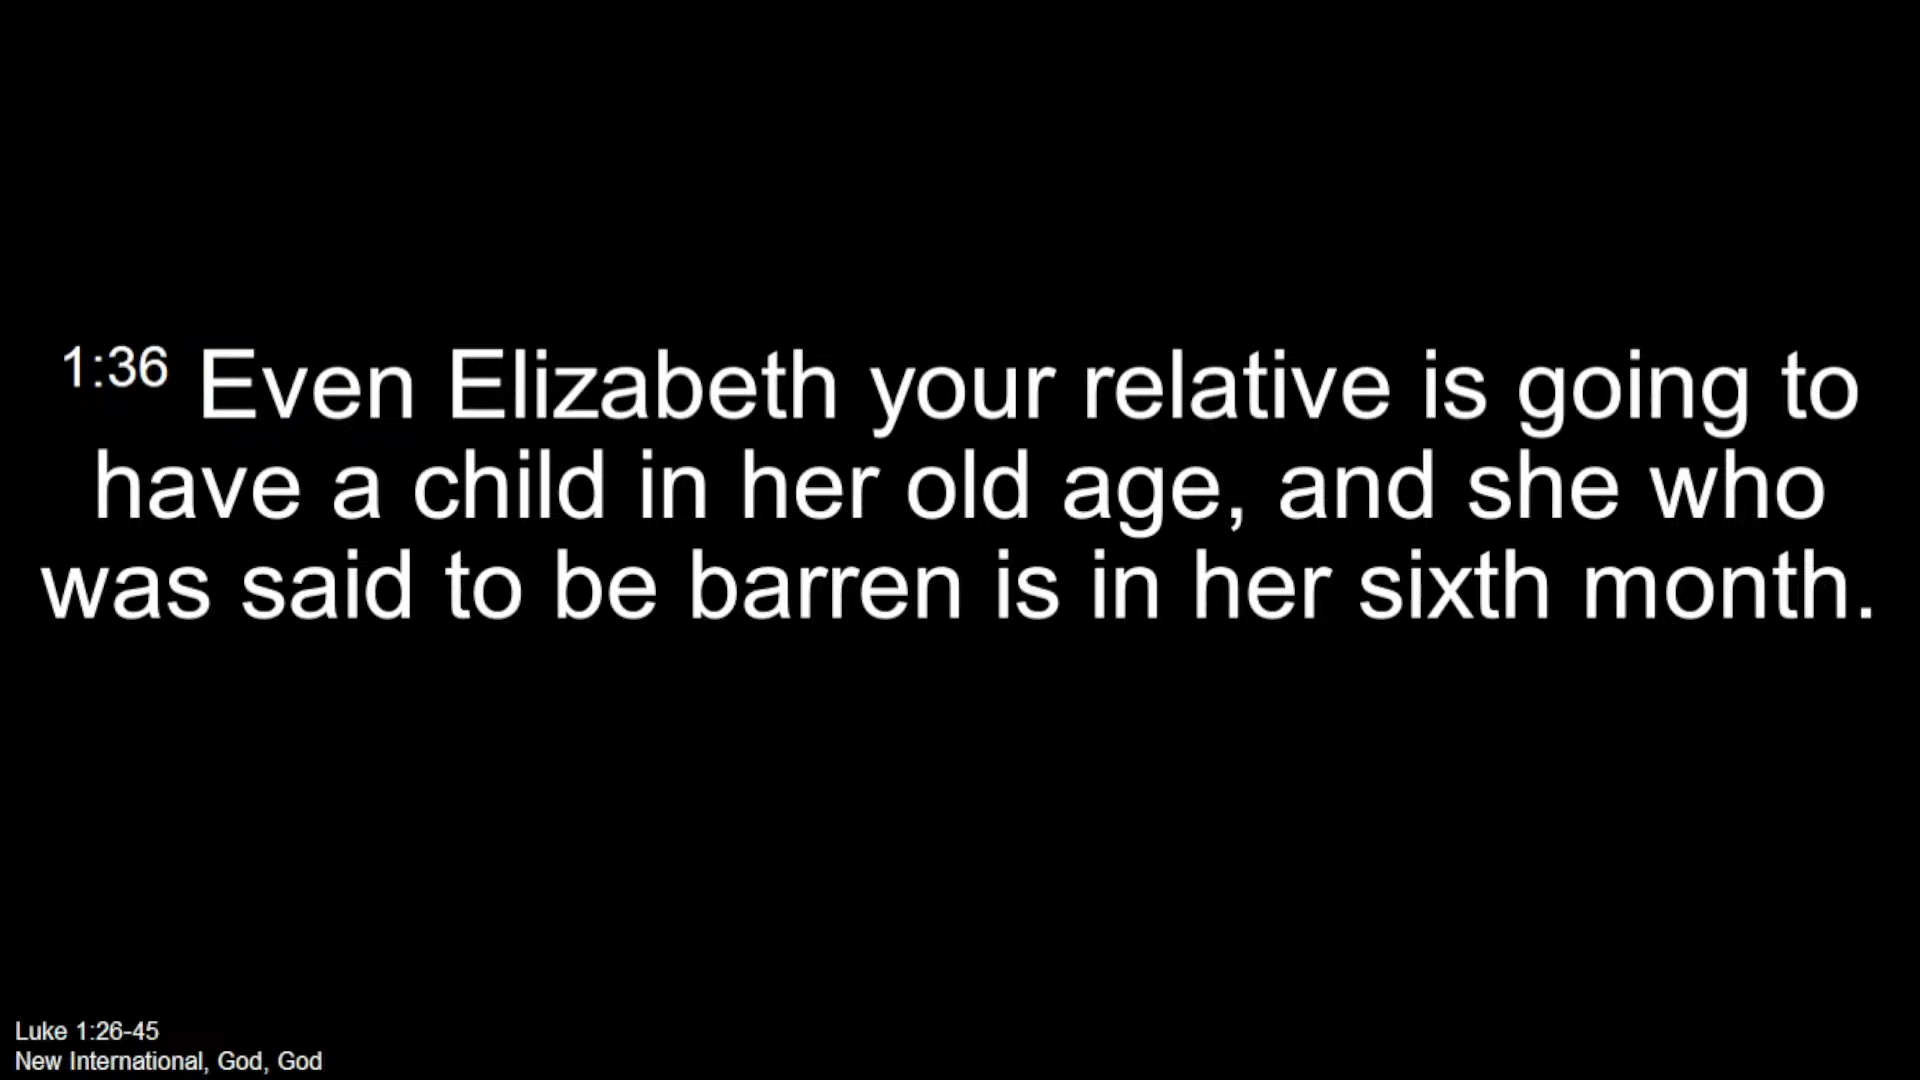 1:36 Even Elizabeth your relative is going to
have a child in her old age, and she who
was said to be barren is in her sixth month.
Luke 1:26-45
New International, God, God